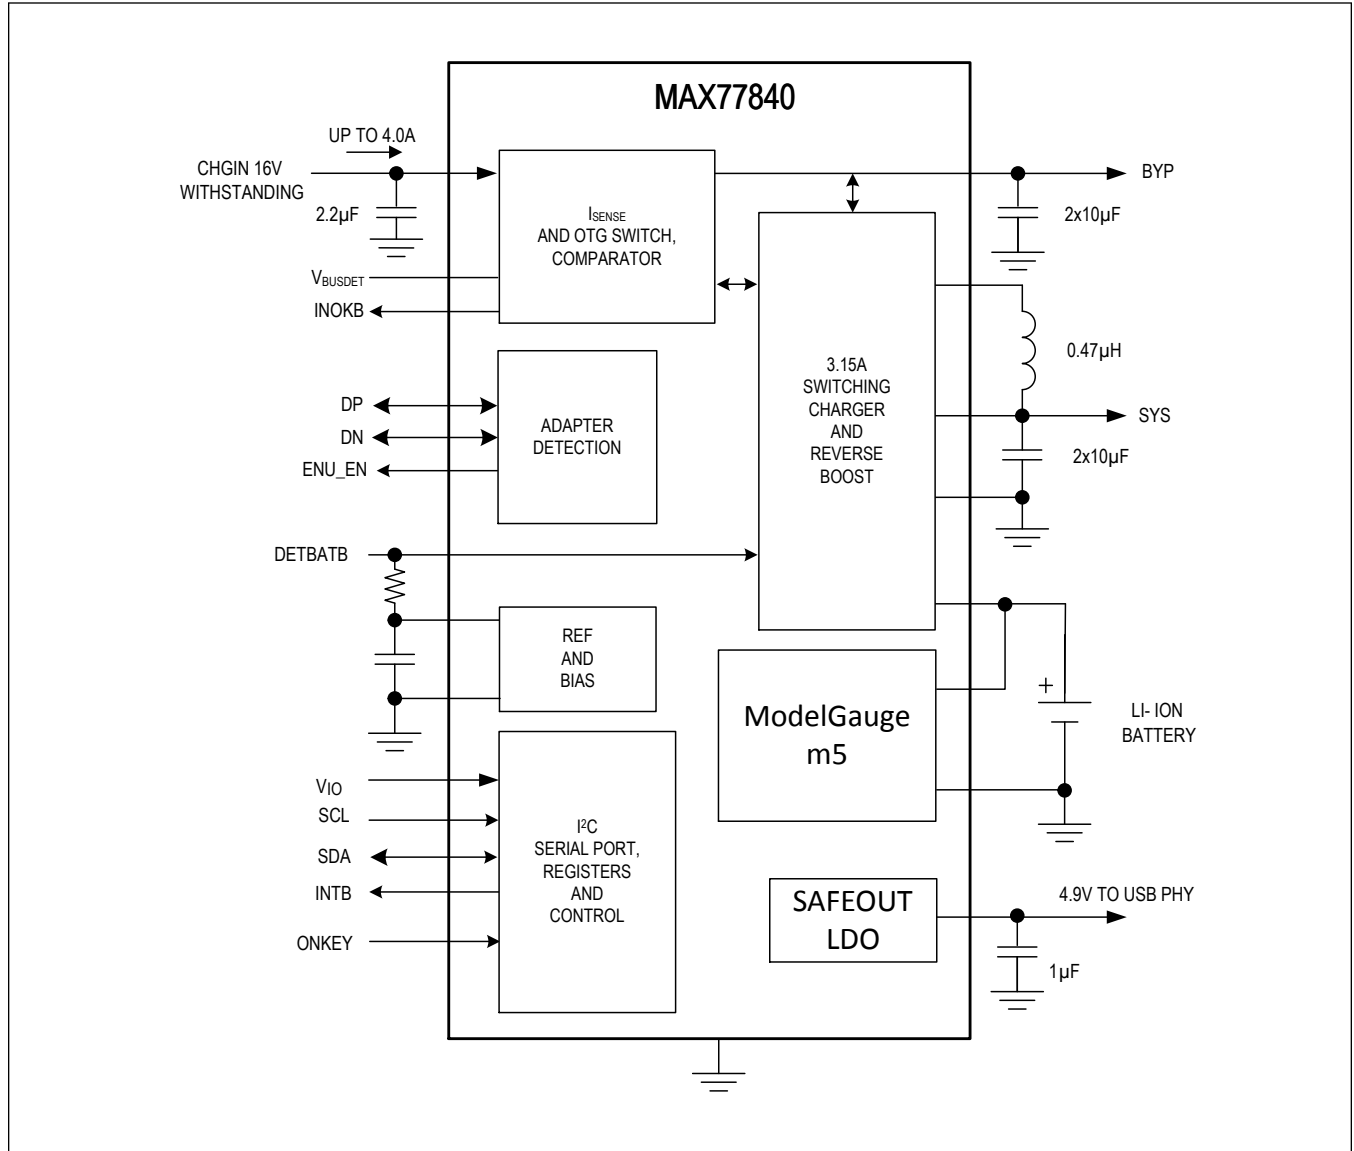 MAX77840
UP TO 4.0A
CHGIN 16V
WITHSTANDING
2.2µF
VBUSDET
INOKB
ISENSE
AND OTG SWITCH,
COMPARATOR
BYP
2x10µF
0.47µH
3.15A
SWITCHING
CHARGER
AND
REVERSE
BOOST
SYS
2x10µF
DP
DN
ENU_EN
ADAPTER
DETECTION
DETBATB
REF
AND
BIAS
ModelGauge
m5
+
LI- ION
BATTERY
VIO
SCL
SDA
INTB
ONKEY
I²C
SERIAL PORT,
REGISTERS
AND
CONTROL
SAFEOUT
LDO
4.9V TO USB PHY
1µF